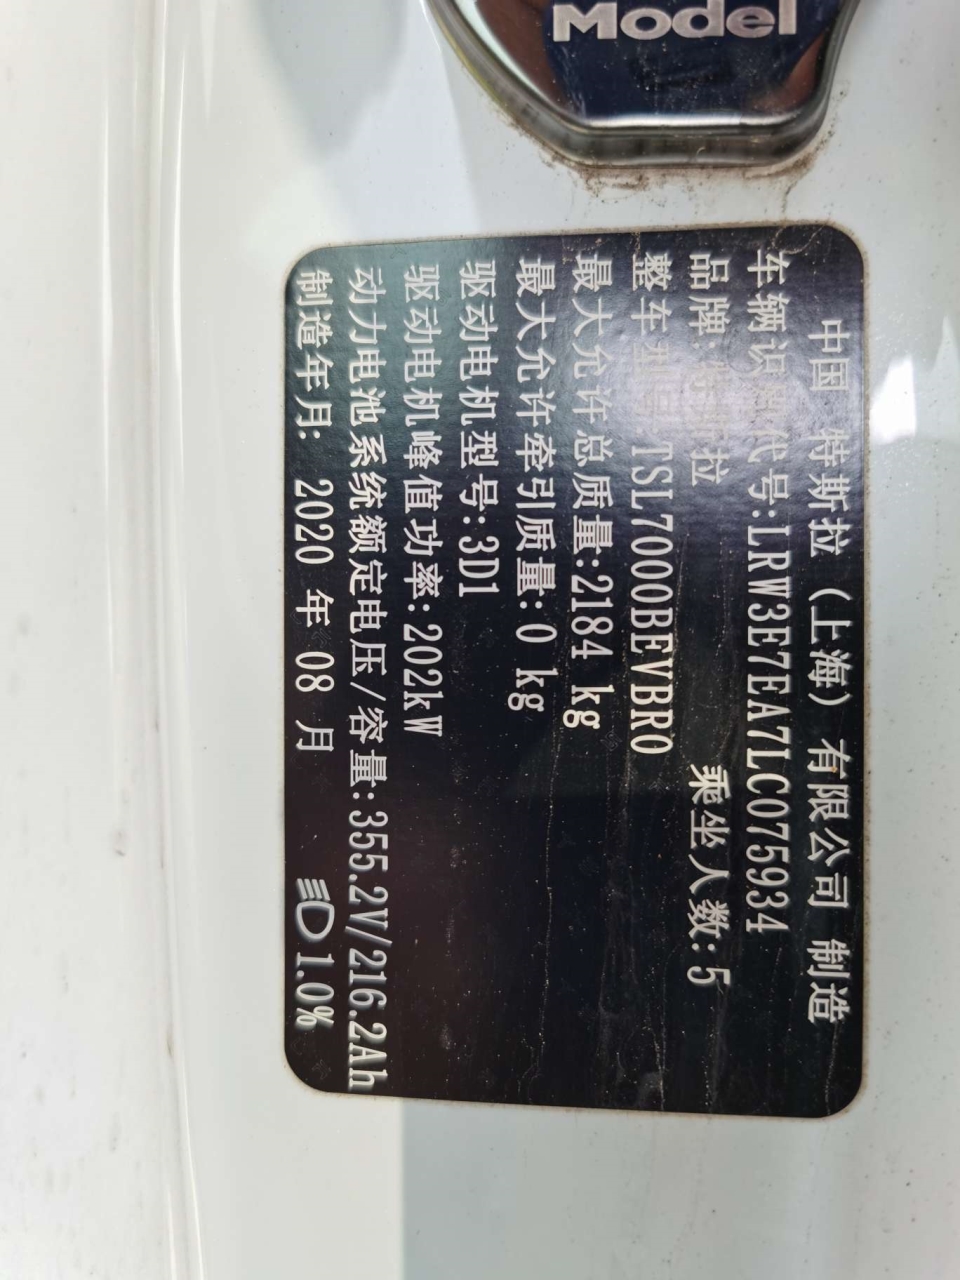 Model
中国 特斯拉（上海）有限公司 制造
车辆识别代号:LRW3E7EA7LC075934
品牌:特斯拉 乘坐人数:5
整车型号 TSL7000BEVBR0
最大允许总质量:2184 kg
最大允许牵引质量:0 kg
驱动电机型号:3D1
驱动电机峰值功率:202kW
动力电池系统额定电压/容量:355.2V/216.2Ah
制造年月: 2020 年 08 月 1.0%